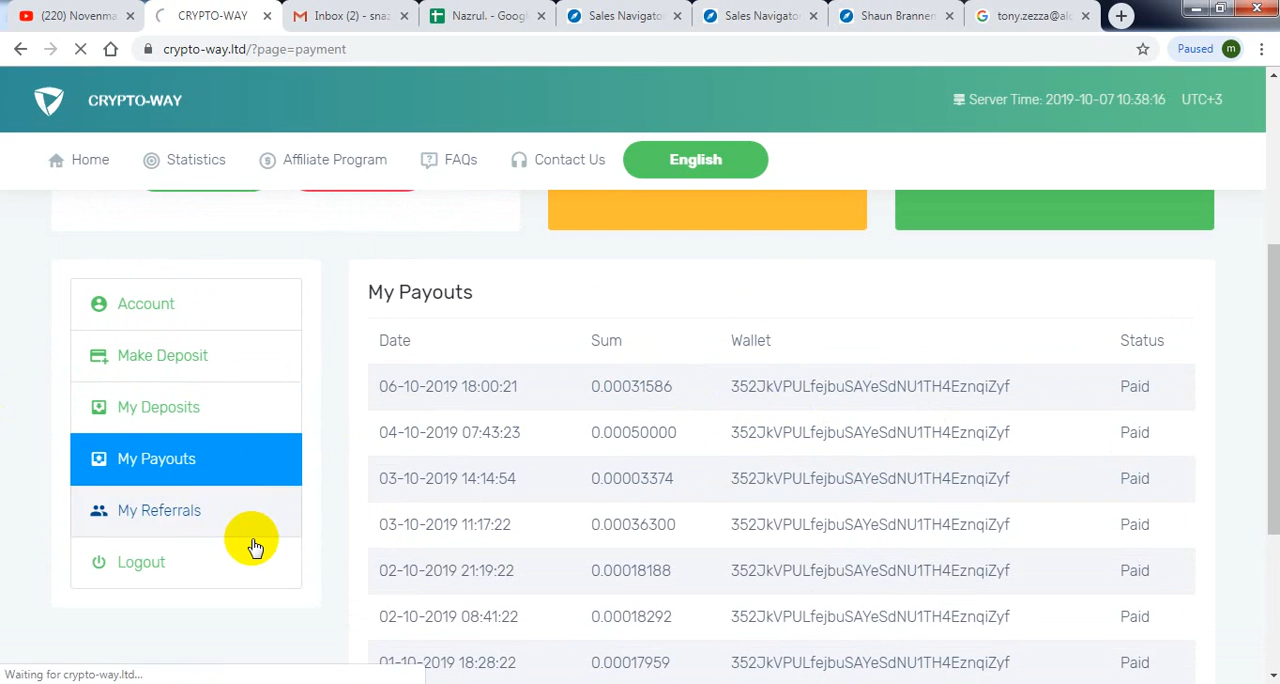 (220) Novenma
CRYPTO-WAY
Inbox (2) - snaz
Nazrul. - Googl
Sales Navigato
Sales Navigato
Shaun Brannen
tony.zezza@alc
crypto-way.ltd/?page=payment
Paused
m
CRYPTO-WAY
Server Time: 2019-10-07 10:38:16 UTC+3
Home
Statistics
Affiliate Program
FAQs
Contact Us
English
Account
Make Deposit
My Deposits
My Payouts
My Referrals
Logout
My Payouts
Date Sum Wallet Status
06-10-2019 18:00:21 0.00031586 352JkVPULfejbuSAYeSdNU1TH4EznqiZyf Paid
04-10-2019 07:43:23 0.00050000 352JkVPULfejbuSAYeSdNU1TH4EznqiZyf Paid
03-10-2019 14:14:54 0.00003374 352JkVPULfejbuSAYeSdNU1TH4EznqiZyf Paid
03-10-2019 11:17:22 0.00036300 352JkVPULfejbuSAYeSdNU1TH4EznqiZyf Paid
02-10-2019 21:19:22 0.00018188 352JkVPULfejbuSAYeSdNU1TH4EznqiZyf Paid
02-10-2019 08:41:22 0.00018292 352JkVPULfejbuSAYeSdNU1TH4EznqiZyf Paid
01-10-2019 18:28:22 0.00017959 352JkVPULfejbuSAYeSdNU1TH4EznqiZyf Paid
Waiting for crypto-way.ltd...